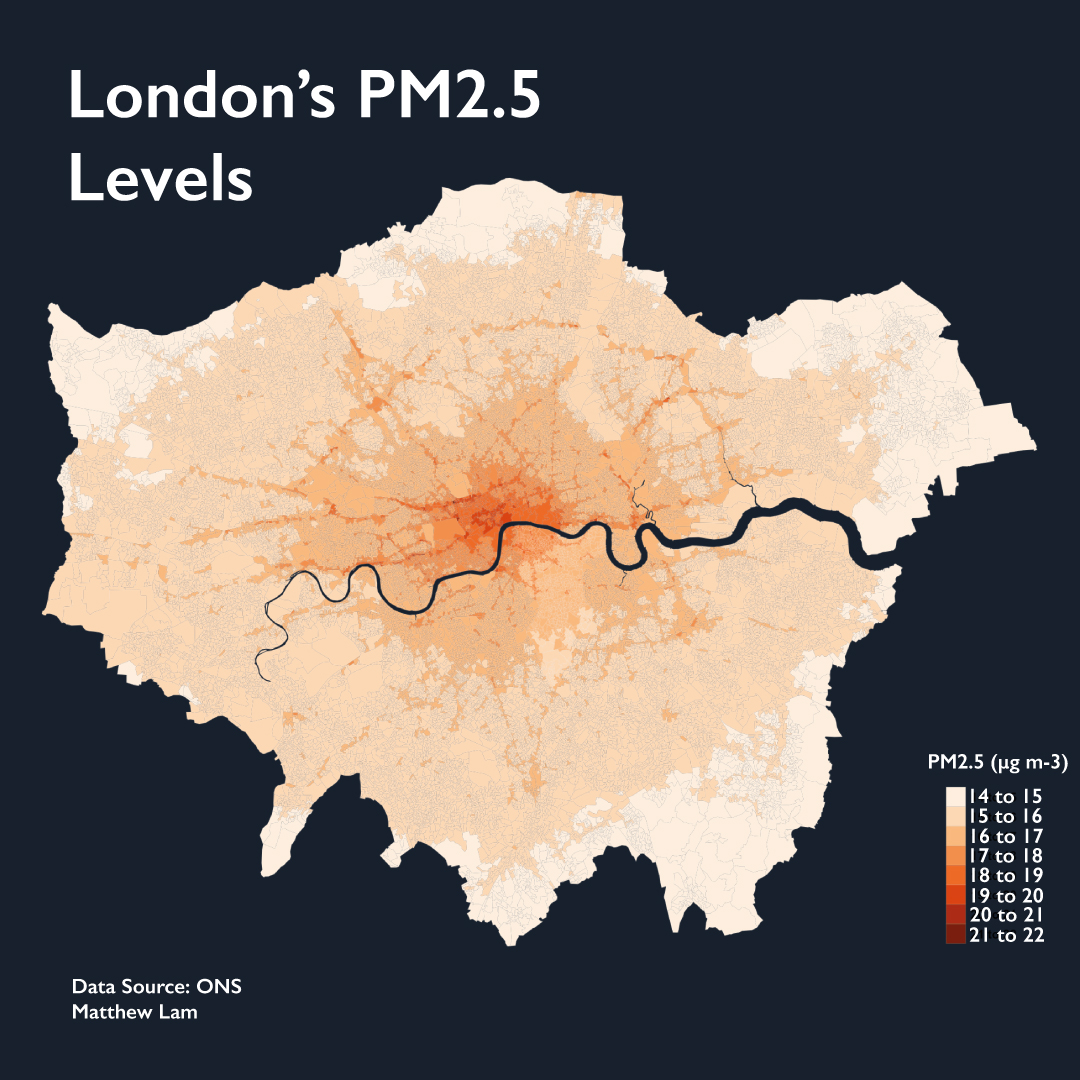 London’s PM2.5
Levels
PM2.5 (µg m-3)
14 to 15
15 to 16
16 to 17
17 to 18
18 to 19
19 to 20
20 to 21
21 to 22
Data Source: ONS
Matthew Lam